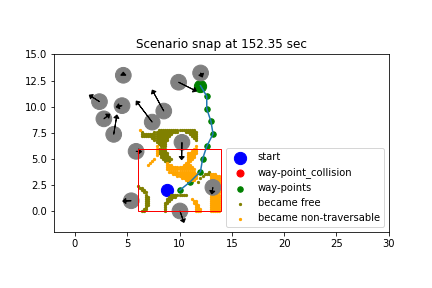 Scenario snap at 152.35 sec
15.0
12.5
10.0
7.5
5.0
2.5
0.0
0 5 10 15 20 25 30
start
way-point_collision
way-points
became free
became non-traversable